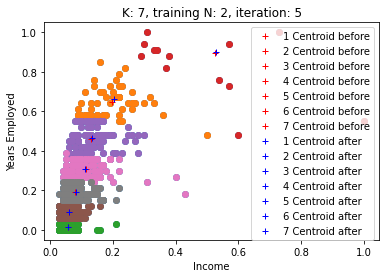 K: 7, training N: 2, iteration: 5
Years Employed
1.0
0.8
0.6
0.4
0.2
0.0
1 Centroid before
2 Centroid before
3 Centroid before
4 Centroid before
5 Centroid before
6 Centroid before
7 Centroid before
1 Centroid after
2 Centroid after
3 Centroid after
4 Centroid after
5 Centroid after
6 Centroid after
7 Centroid after
0.0 0.2 0.4 0.6 0.8 1.0
Income